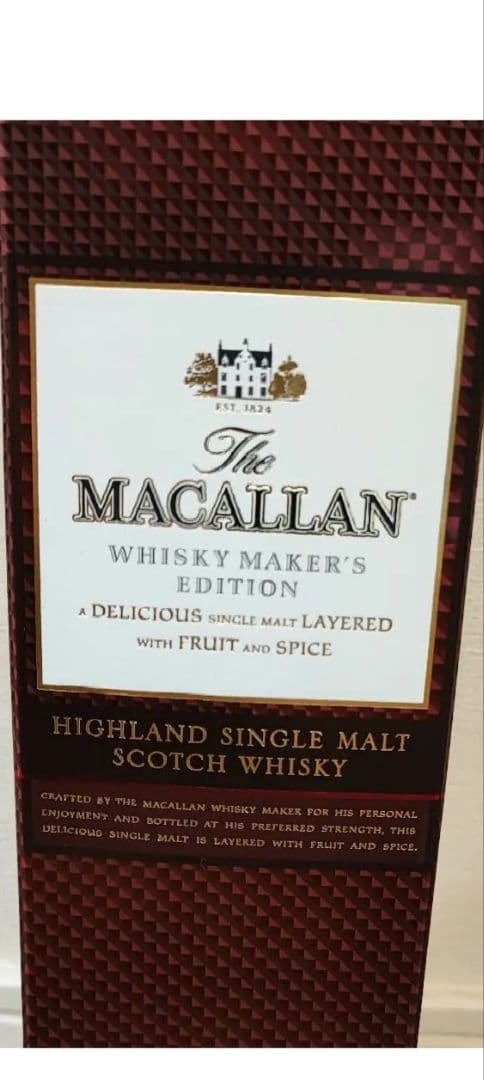 EST. 1824
The
MACALLAN®
WHISKY MAKER'S
EDITION
A DELICIOUS SINGLE MALT LAYERED
WITH FRUIT AND SPICE
HIGHLAND SINGLE MALT
SCOTCH WHISKY
CRAFTED BY THE MACALLAN WHISKY MAKER FOR HIS PERSONAL
ENJOYMENT AND BOTTLED AT HIS PREFERRED STRENGTH, THIS
DELICIOUS SINGLE MALT IS LAYERED WITH FRUIT AND SPICE.